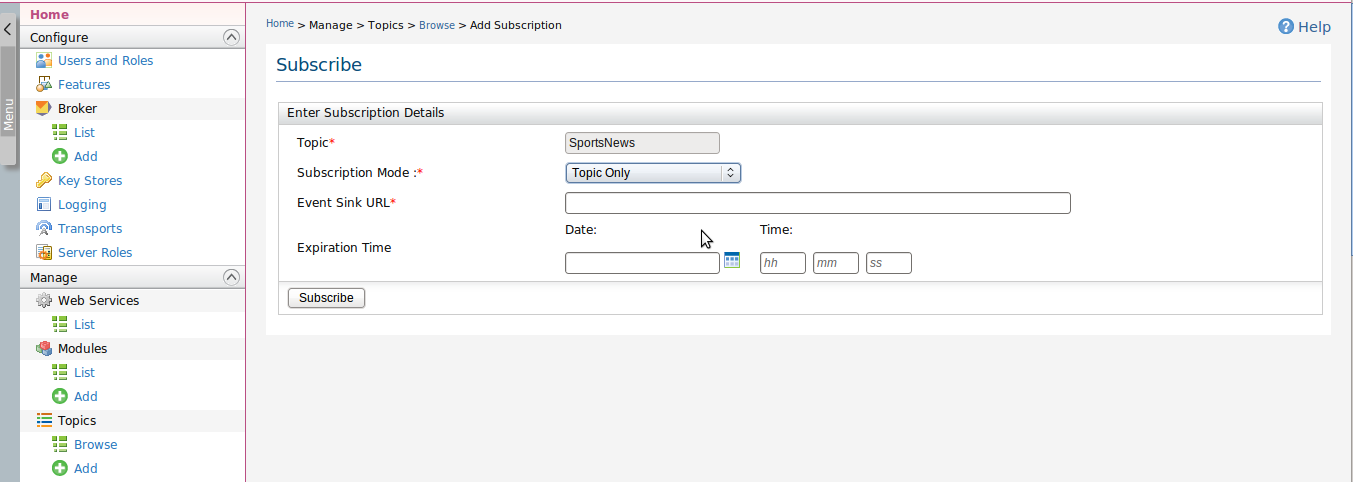 Home
Configure
Users and Roles
Features
Broker
List
Add
Key Stores
Logging
Transports
Server Roles
Manage
Web Services
List
Modules
List
Add
Topics
Browse
Add
Menu
Home > Manage > Topics > Browse > Add Subscription
Help
Subscribe
Enter Subscription Details
Topic* SportsNews
Subscription Mode :* Topic Only
Event Sink URL*
Date: Time:
Expiration Time
hh mm ss
Subscribe